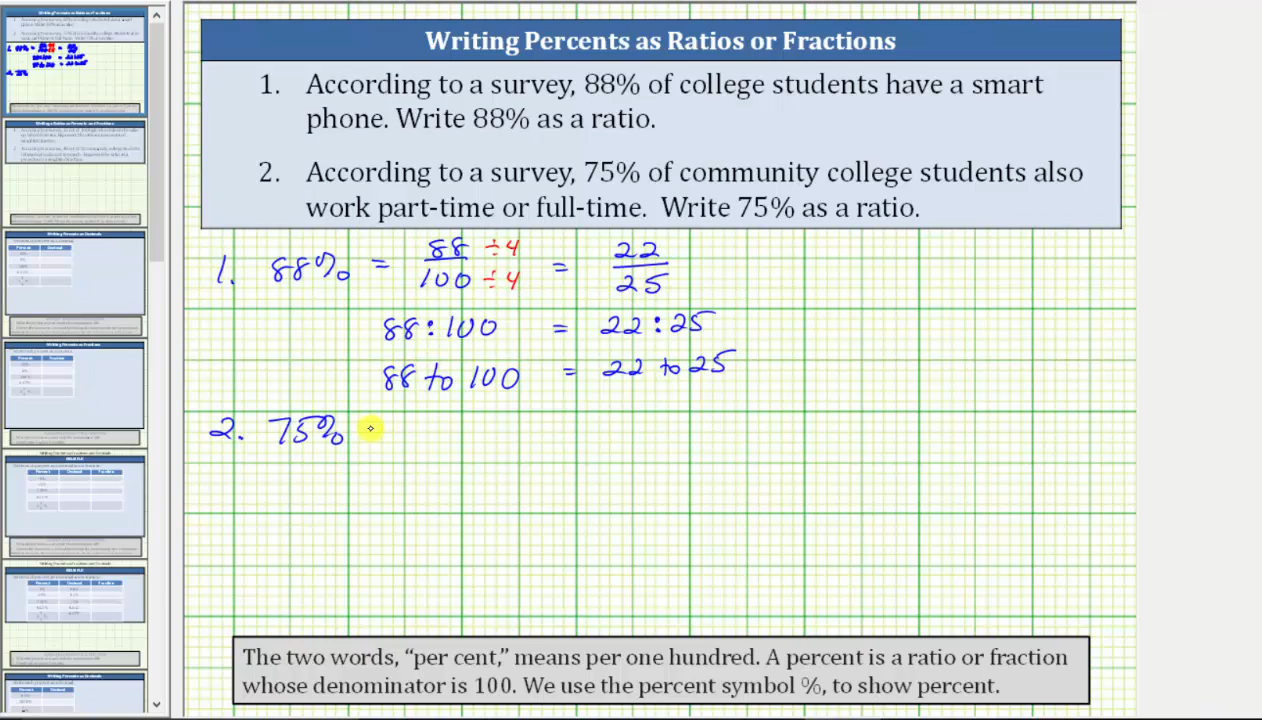 Writing Percents as Ratios or Fractions
1. According to a survey, 88% of college students have a smart
phone. Write 88% as a ratio.
2. According to a survey, 75% of community college students also
work part-time or full-time. Write 75% as a ratio.
1. 88% = 88/100 ÷4/÷4 = 22/25
88 : 100 = 22 : 25
88 to 100 = 22 to 25
2. 75%
The two words, “per cent,” means per one hundred. A percent is a ratio or fraction
whose denominator is 100. We use the percent symbol %, to show percent.